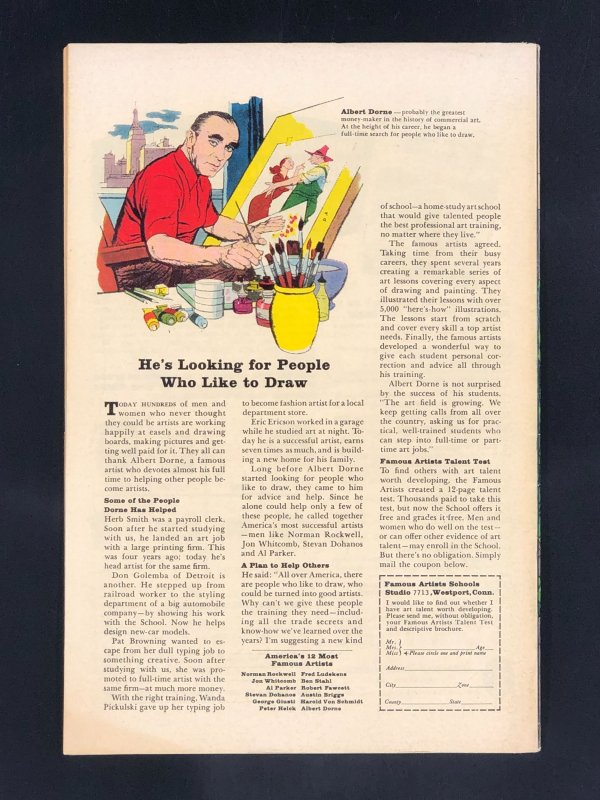 Albert Dorne — probably the greatest
money-maker in the history of commercial art.
At the height of his career, he began a
full-time search for people who like to draw.
He's Looking for People
Who Like to Draw
TODAY HUNDREDS of men and
women who never thought
they could be artists are working
happily at easels and drawing
boards, making pictures and get-
ting well paid for it. They all can
thank Albert Dorne, a famous
artist who devotes almost his full
time to helping other people be-
come artists.
Some of the People
Dorne Has Helped
Herb Smith was a payroll clerk.
Soon after he started studying
with us, he landed an art job
with a large printing firm. This
was four years ago; today he's
head artist for the same firm.
Don Golemba of Detroit is
another. He stepped up from
railroad worker to the styling
department of a big automobile
company—by showing his work
with the School. Now he helps
design new-car models.
Pat Browning wanted to es-
cape from her dull typing job to
something creative. Soon after
studying with us, she was pro-
moted to full-time artist with the
same firm—at much more money.
With the right training, Wanda
Pickulski gave up her typing job
to become fashion artist for a local
department store.
Eric Ericson worked in a garage
while he studied art at night. To-
day he is a successful artist, earns
seven times as much, and is build-
ing a new home for his family.
Long before Albert Dorne
started looking for people who
like to draw, they came to him
for advice and help. Since he
alone could help only a few of
these people, he called together
America's most successful artists
—men like Norman Rockwell,
Jon Whitcomb, Stevan Dohanos
and Al Parker.
A Plan to Help Others
He said: "All over America, there
are people who like to draw, who
could be turned into good artists.
Why can't we give these people
the training they need—includ-
ing all the trade secrets and
know-how we've learned over the
years? I'm suggesting a new kind
America's 12 Most
Famous Artists
Norman Rockwell Fred Ludekens
Jon Whitcomb Ben Stahl
Al Parker Robert Fawcett
Stevan Dohanos Austin Briggs
George Giusti Harold Von Schmidt
Peter Helck Albert Dorne
of school—a home-study art school
that would give talented people
the best professional art training,
no matter where they live."
The famous artists agreed.
Taking time from their busy
careers, they spent several years
creating a remarkable series of
art lessons covering every aspect
of drawing and painting. They
illustrated their lessons with over
5,000 "here's-how" illustrations.
The lessons start from scratch
and cover every skill a top artist
needs. Finally, the famous artists
developed a wonderful way to
give each student personal cor-
rection and advice all through
his training.
Albert Dorne is not surprised
by the success of his students.
"The art field is growing. We
keep getting calls from all over
the country, asking us for prac-
tical, well-trained students who
can step into full-time or part-
time art jobs."
Famous Artists Talent Test
To find others with art talent
worth developing, the Famous
Artists created a 12-page talent
test. Thousands paid to take this
test, but now the School offers it
free and grades it free. Men and
women who do well on the test—
or can offer other evidence of art
talent—may enroll in the School.
But there's no obligation. Simply
mail the coupon below.
Famous Artists Schools
Studio 7713, Westport, Conn.
I would like to find out whether I
have art talent worth developing.
Please send me, without obligation,
your Famous Artists Talent Test
and descriptive brochure.
Mr.
Mrs. Age
Miss Please circle one and print name
Address
City Zone
County State